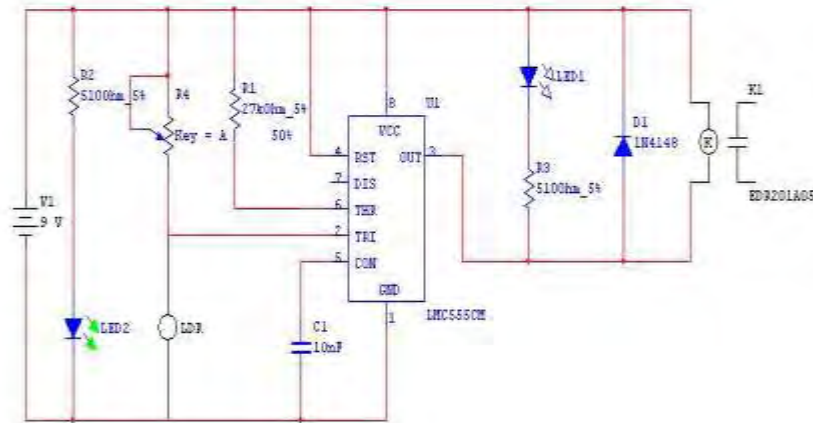 R2
510Ohm_5%
R4
Key = A
R1
27kOhm_5%
50%
8
U1
VCC
4
RST
OUT
3
7
DIS
6
THR
2
TRI
5
CON
GND
1
LMC555CM
LED1
R3
510Ohm_5%
D1
1N4148
K1
K
EDR201A05
V1
9 V
LED2
LDR
C1
10nF